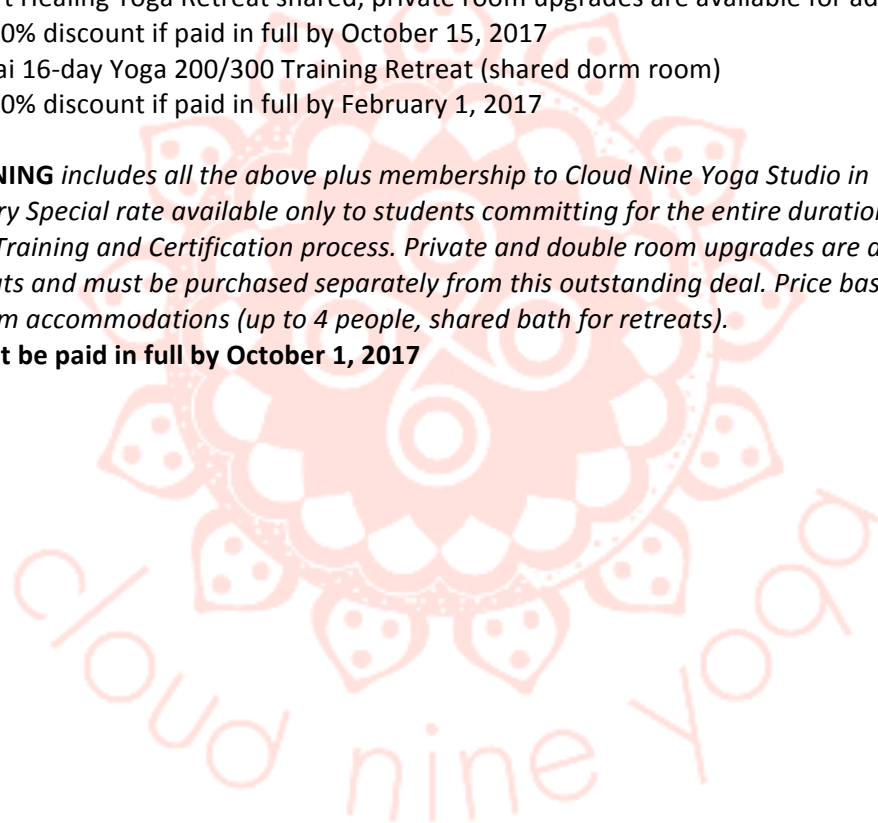 t Healing Yoga Retreat shared, private room upgrades are available for ad
0% discount if paid in full by October 15, 2017
ai 16-day Yoga 200/300 Training Retreat (shared dorm room)
0% discount if paid in full by February 1, 2017
NING includes all the above plus membership to Cloud Nine Yoga Studio in
ry Special rate available only to students committing for the entire duration
Training and Certification process. Private and double room upgrades are a
ts and must be purchased separately from this outstanding deal. Price bas
m accommodations (up to 4 people, shared bath for retreats).
t be paid in full by October 1, 2017
cloud nine yoga